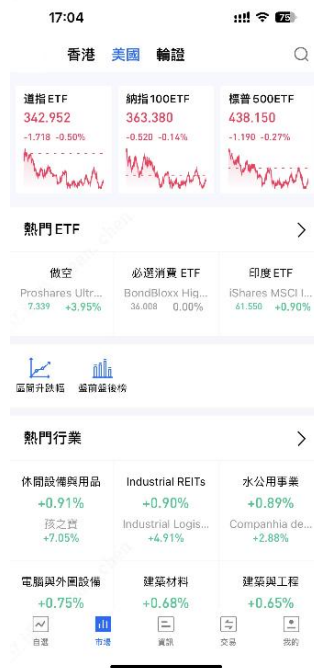 17:04
75
香港 美國 輪證
道指ETF 納指100ETF 標普500ETF
342.952 363.380 438.150
-1.718 -0.50% -0.520 -0.14% -1.190 -0.27%
熱門ETF
做空 必選消費 ETF 印度ETF
Proshares Ultr... BondBloxx Hig... iShares MSCI I...
7.339 +3.95% 36.008 0.00% 61.550 +0.90%
區間升跌幅 盤前盤後榜
熱門行業
休閒設備與用品 Industrial REITs 水公用事業
+0.91% +0.90% +0.89%
孩之寶 Industrial Logis... Companhia de...
+7.05% +4.91% +2.88%
電腦與外圍設備 建築材料 建築與工程
+0.75% +0.68% +0.65%
自選 市場 資訊 交易 我的